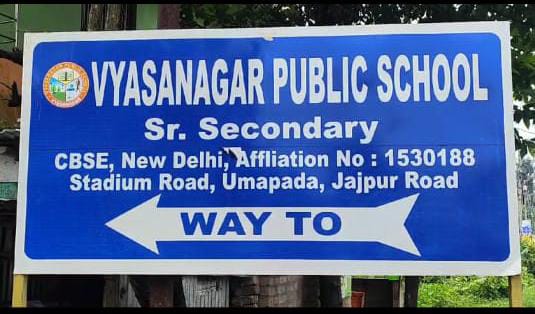 VYASANAGAR PUBLIC SCHOOL
Sr. Secondary
CBSE, New Delhi, Affliation No : 1530188
Stadium Road, Umapada, Jajpur Road
WAY TO